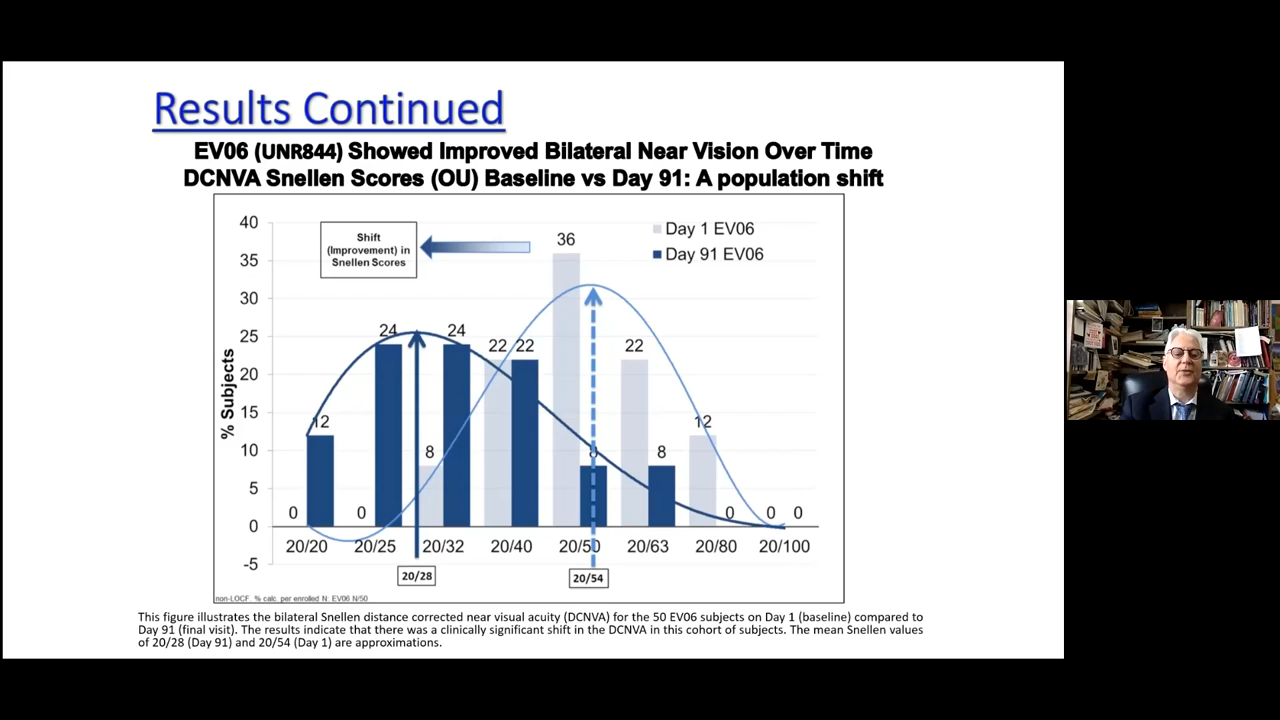 Results Continued
EV06 (UNR844) Showed Improved Bilateral Near Vision Over Time
DCNVA Snellen Scores (OU) Baseline vs Day 91: A population shift
40
35
30
25
20
15
10
5
0
-5
% Subjects
Shift
(Improvement) in
Snellen Scores
Day 1 EV06
Day 91 EV06
0
12
0
24
8
24
22
22
36
8
22
8
12
0
0
0
20/20
20/25
20/32
20/40
20/50
20/63
20/80
20/100
20/28
20/54
non-LOCF. % calc. per enrolled N: EV06 N/50
This figure illustrates the bilateral Snellen distance corrected near visual acuity (DCNVA) for the 50 EV06 subjects on Day 1 (baseline) compared to
Day 91 (final visit). The results indicate that there was a clinically significant shift in the DCNVA in this cohort of subjects. The mean Snellen values
of 20/28 (Day 91) and 20/54 (Day 1) are approximations.